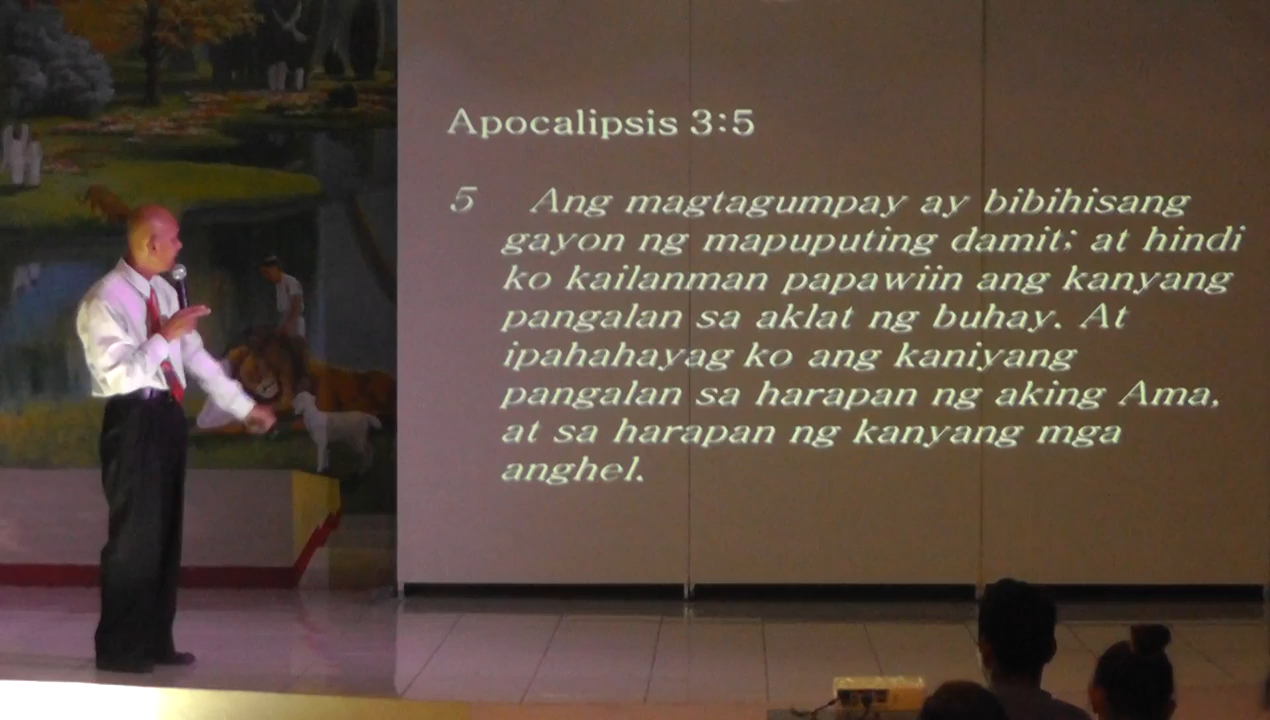 Apocalipsis 3:5
5 Ang magtagumpay ay bibihisang
gayon ng mapuputing damit; at hindi
ko kailanman papawiin ang kanyang
pangalan sa aklat ng buhay. At
ipahahayag ko ang kaniyang
pangalan sa harapan ng aking Ama,
at sa harapan ng kanyang mga
anghel.